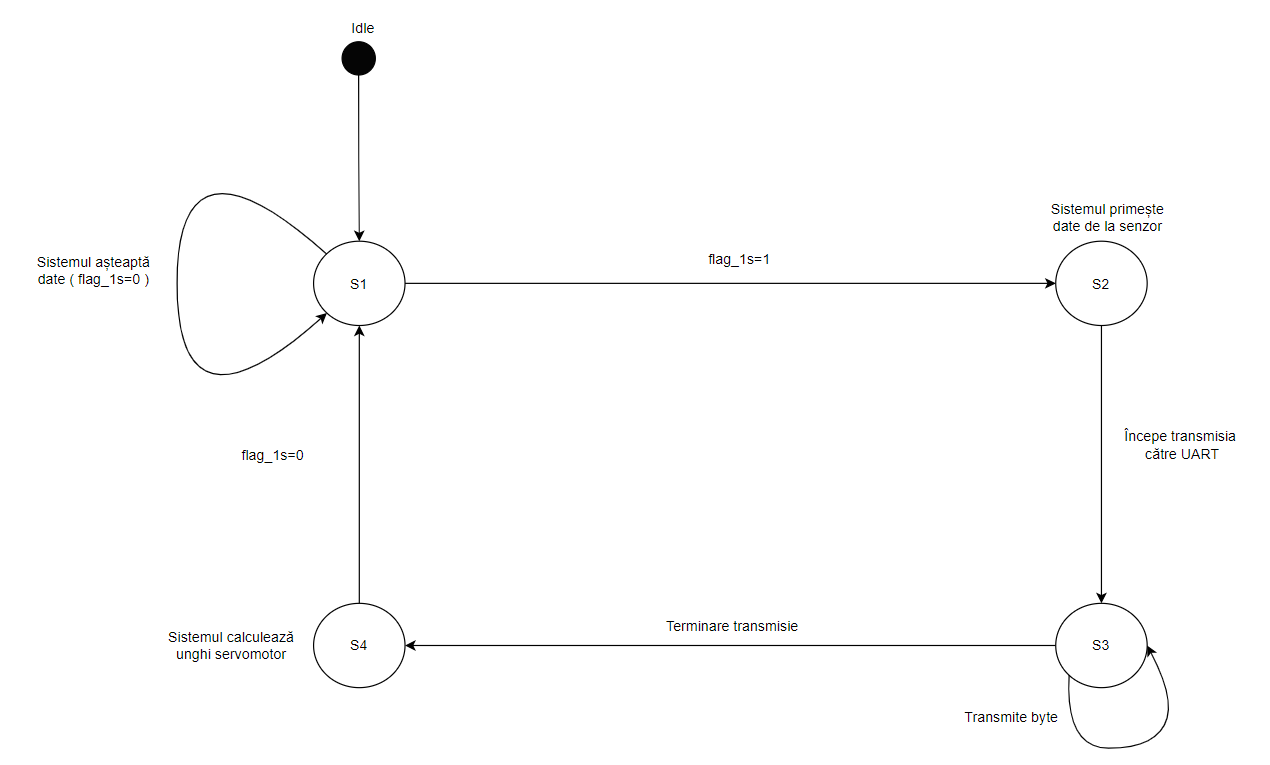 Idle
Sistemul primește
date de la senzor
Sistemul așteaptă
date ( flag_1s=0 )
S1
flag_1s=1
S2
Începe transmisia
către UART
flag_1s=0
Sistemul calculează
unghi servomotor
S4
Terminare transmisie
S3
Transmite byte